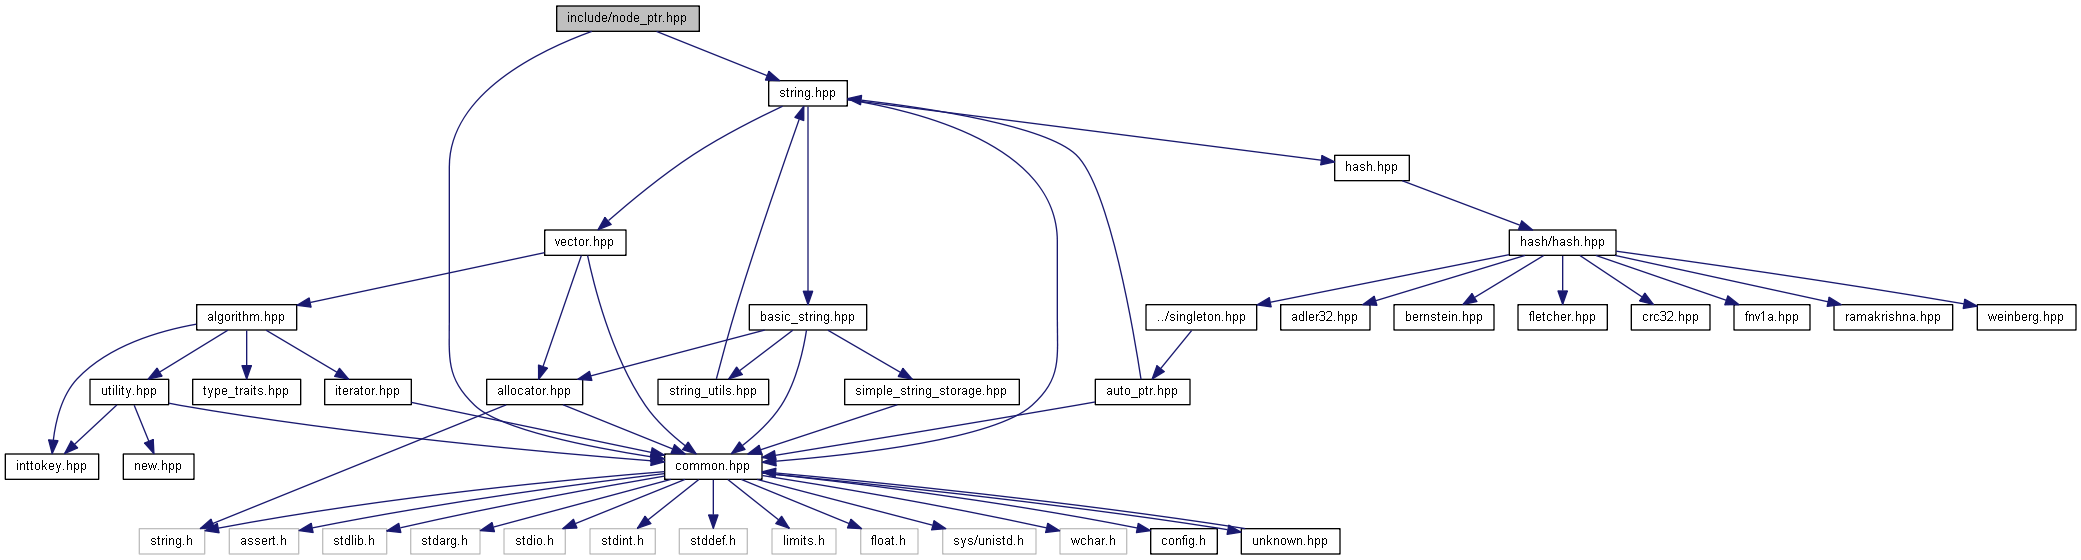 include/node_ptr.hpp
string.hpp
hash.hpp
vector.hpp
hash/hash.hpp
algorithm.hpp
basic_string.hpp
../singleton.hpp
adler32.hpp
bernstein.hpp
fletcher.hpp
crc32.hpp
fnv1a.hpp
ramakrishna.hpp
weinberg.hpp
utility.hpp
type_traits.hpp
iterator.hpp
allocator.hpp
string_utils.hpp
simple_string_storage.hpp
auto_ptr.hpp
inttokey.hpp
new.hpp
common.hpp
string.h
assert.h
stdlib.h
stdarg.h
stdio.h
stdint.h
stddef.h
limits.h
float.h
sys/unistd.h
wchar.h
config.h
unknown.hpp